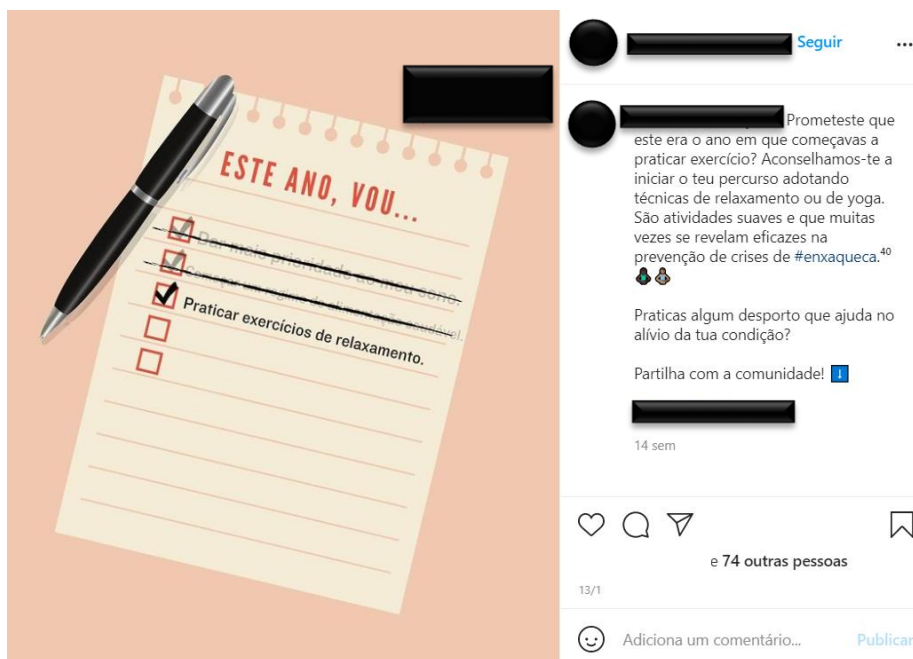 ESTE ANO, VOU...
Dar mais prioridade ao meu sono.
Começar um regime de alimentação saudável.
Praticar exercícios de relaxamento.
Seguir
Prometeste que
este era o ano em que começavas a
praticar exercício? Aconselhamos-te a
iniciar o teu percurso adotando
técnicas de relaxamento ou de yoga.
São atividades suaves e que muitas
vezes se revelam eficazes na
prevenção de crises de #enxaqueca.⁴⁰
Praticas algum desporto que ajuda no
alívio da tua condição?
Partilha com a comunidade! ⬇️
14 sem
e 74 outras pessoas
13/1
Adiciona um comentário...
Publicar